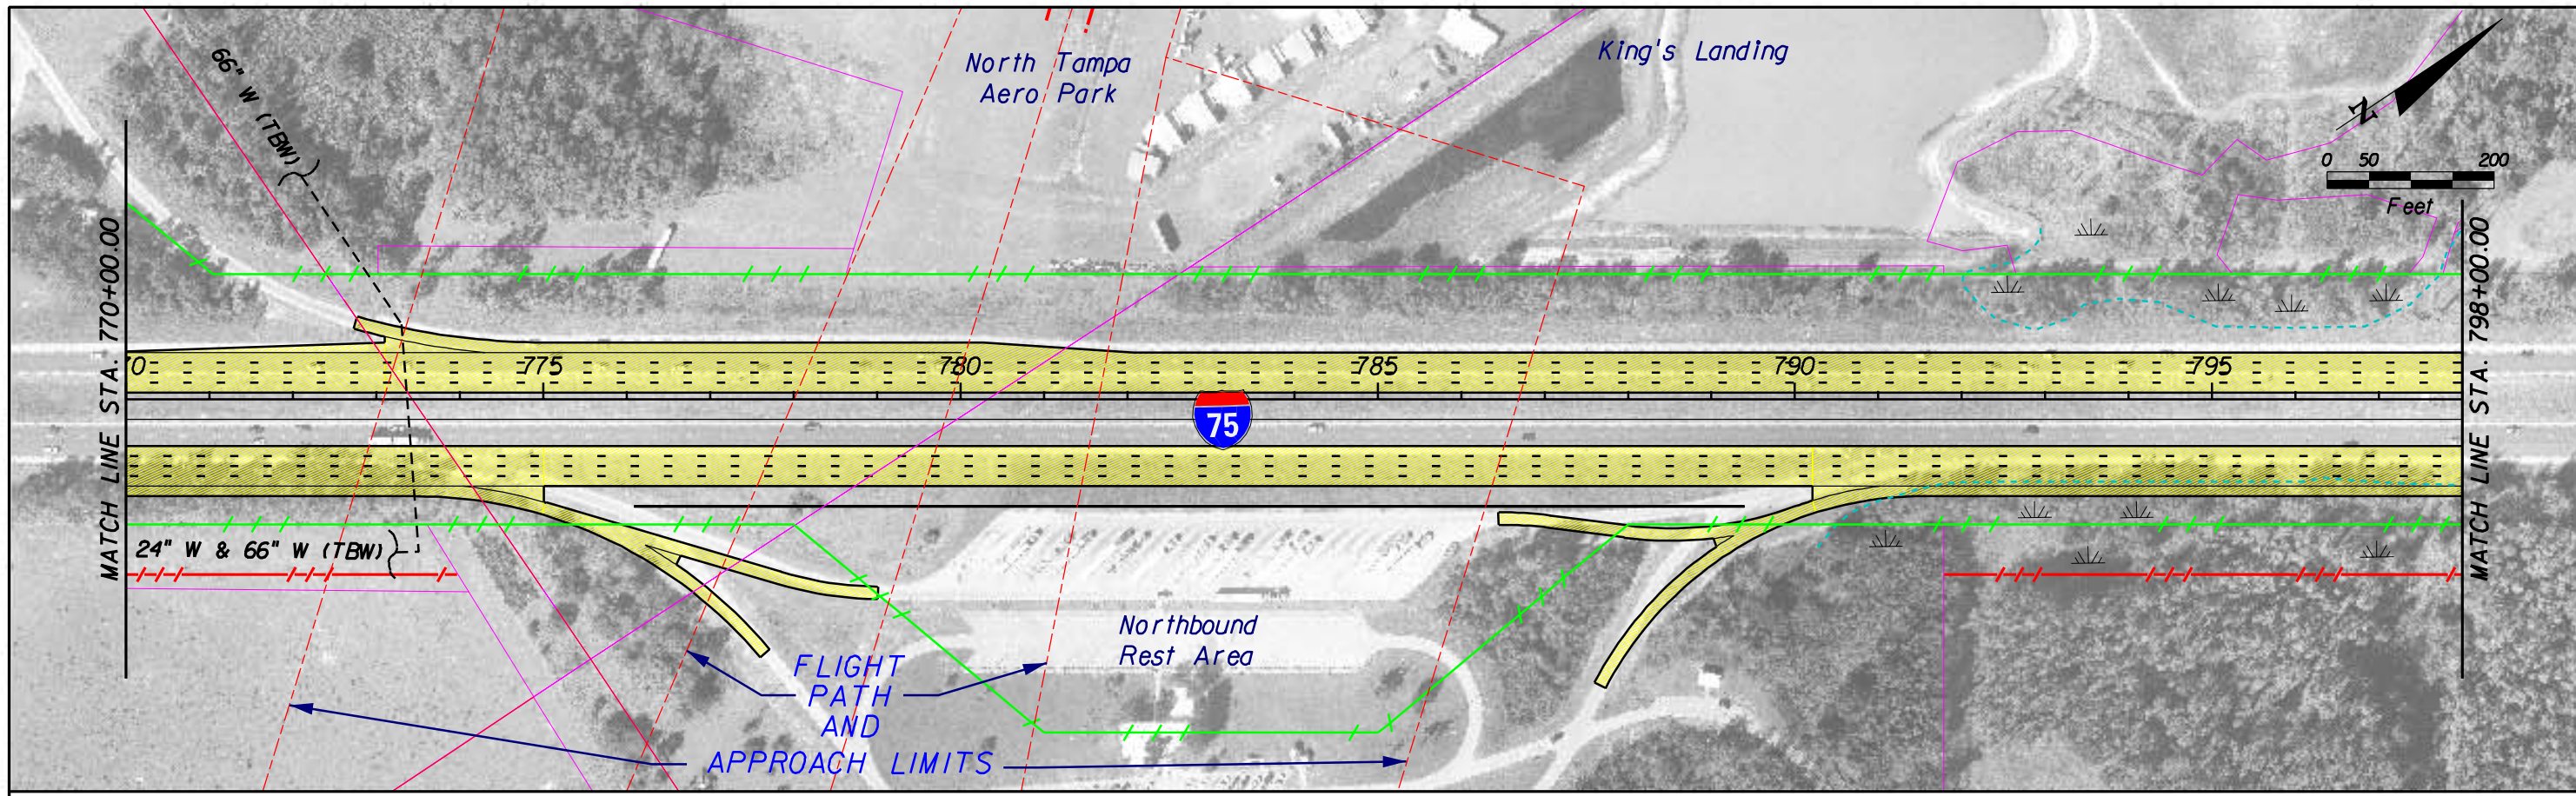 North Tampa
Aero Park
King's Landing
66" W (TBW)
N
0 50 200
Feet
MATCH LINE STA. 770+00.00
MATCH LINE STA. 798+00.00
0
775
780
785
790
795
75
24" W & 66" W (TBW)
Northbound
Rest Area
FLIGHT
PATH
AND
APPROACH LIMITS